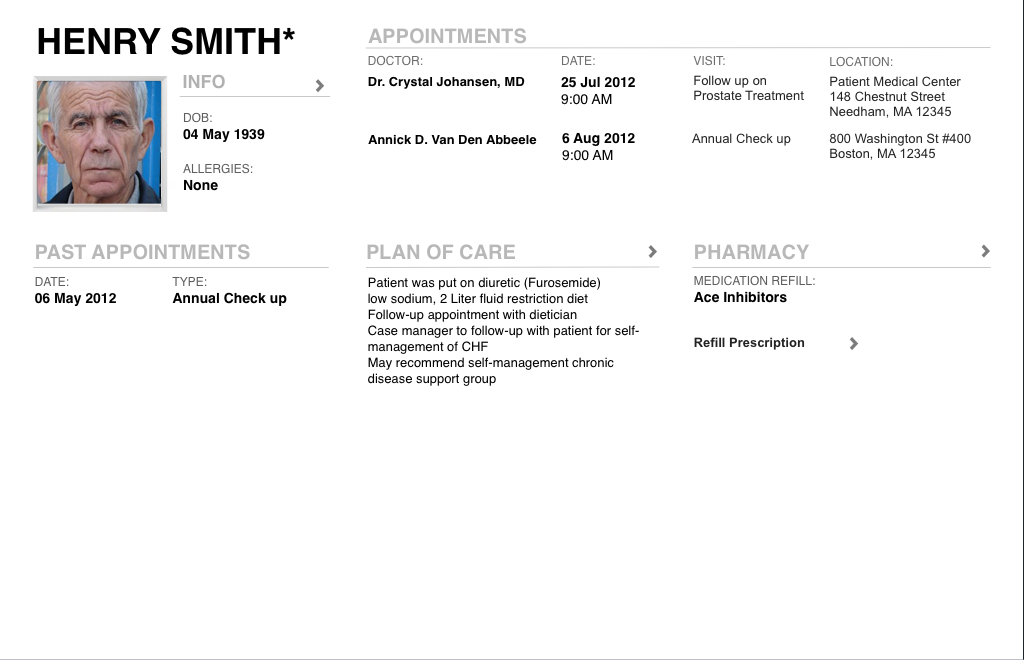 HENRY SMITH*
INFO
DOB:
04 May 1939
ALLERGIES:
None
APPOINTMENTS
DOCTOR: DATE: VISIT: LOCATION:
Dr. Crystal Johansen, MD 25 Jul 2012 Follow up on Patient Medical Center
9:00 AM Prostate Treatment 148 Chestnut Street
Needham, MA 12345
Annick D. Van Den Abbeele 6 Aug 2012 Annual Check up 800 Washington St #400
9:00 AM Boston, MA 12345
PAST APPOINTMENTS
DATE: TYPE:
06 May 2012 Annual Check up
PLAN OF CARE
Patient was put on diuretic (Furosemide)
low sodium, 2 Liter fluid restriction diet
Follow-up appointment with dietician
Case manager to follow-up with patient for self-
management of CHF
May recommend self-management chronic
disease support group
PHARMACY
MEDICATION REFILL:
Ace Inhibitors
Refill Prescription